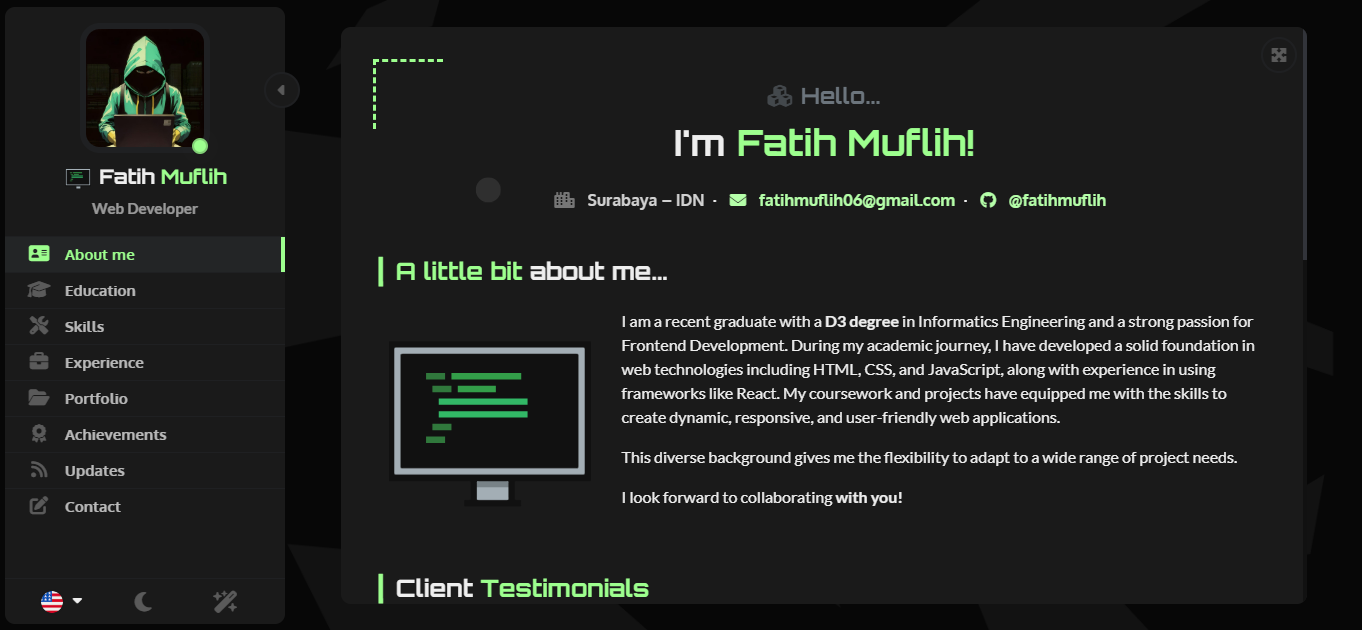 Fatih Muflih
Web Developer
About me
Education
Skills
Experience
Portfolio
Achievements
Updates
Contact
Hello...
I'm Fatih Muflih!
Surabaya – IDN · fatihmuflih06@gmail.com · @fatihmuflih
A little bit about me...
I am a recent graduate with a D3 degree in Informatics Engineering and a strong passion for
Frontend Development. During my academic journey, I have developed a solid foundation in
web technologies including HTML, CSS, and JavaScript, along with experience in using
frameworks like React. My coursework and projects have equipped me with the skills to
create dynamic, responsive, and user-friendly web applications.
This diverse background gives me the flexibility to adapt to a wide range of project needs.
I look forward to collaborating with you!
Client Testimonials